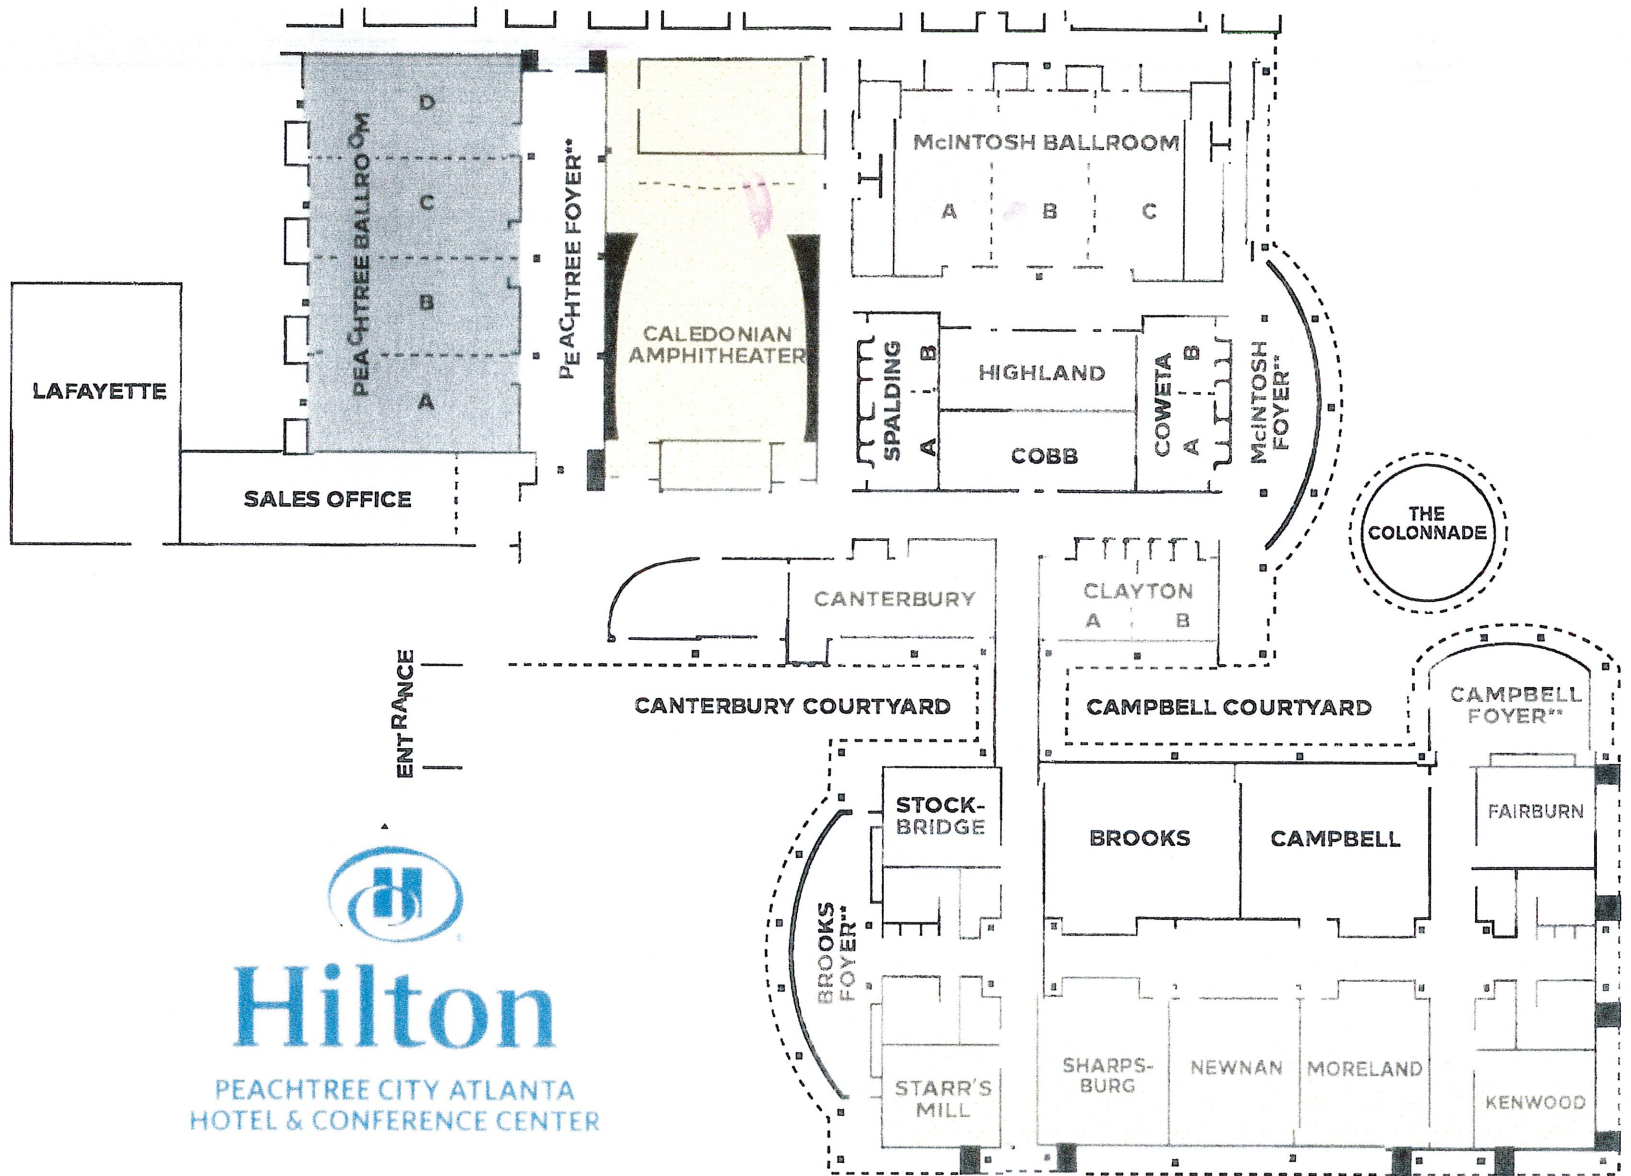 D
C
B
A
PEACHTREE BALLROOM
PEACHTREE FOYER**
CALEDONIAN
AMPHITHEATER
McINTOSH BALLROOM
A
B
C
LAFAYETTE
SALES OFFICE
SPALDING
B
A
HIGHLAND
COBB
COWETA
B
A
McINTOSH
FOYER**
THE
COLONNADE
CANTERBURY
CLAYTON
A
B
ENTRANCE
CANTERBURY COURTYARD
CAMPBELL COURTYARD
CAMPBELL
FOYER**
STOCK-
BRIDGE
BROOKS
CAMPBELL
FAIRBURN
BROOKS
FOYER**
STARR'S
MILL
SHARPS-
BURG
NEWNAN
MORELAND
KENWOOD
Hilton
PEACHTREE CITY ATLANTA
HOTEL & CONFERENCE CENTER